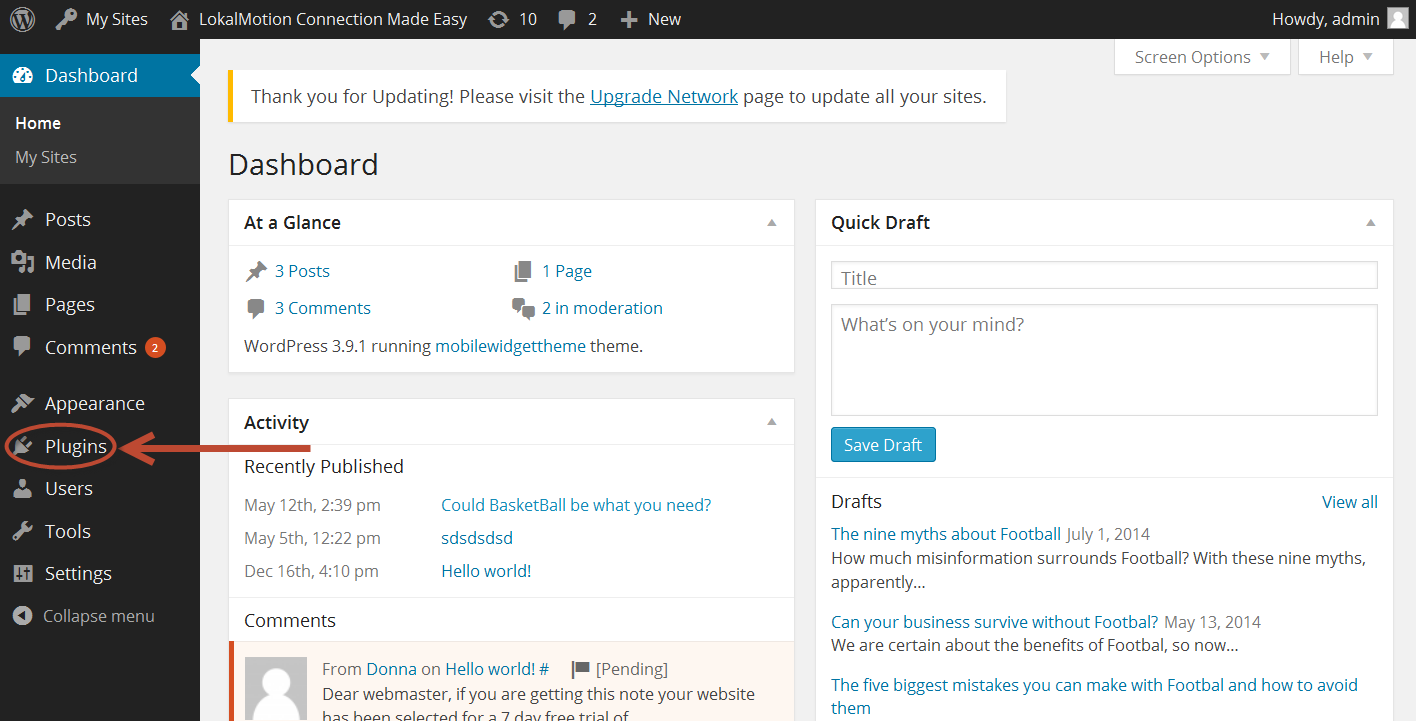 My Sites LokalMotion Connection Made Easy 10 2 New Howdy, admin
Dashboard
Home
My Sites
Posts
Media
Pages
Comments 2
Appearance
Plugins
Users
Tools
Settings
Collapse menu
Screen Options Help
Thank you for Updating! Please visit the Upgrade Network page to update all your sites.
Dashboard
At a Glance
3 Posts 1 Page
3 Comments 2 in moderation
WordPress 3.9.1 running mobilewidgettheme theme.
Activity
Recently Published
May 12th, 2:39 pm Could BasketBall be what you need?
May 5th, 12:22 pm sdsdsdsd
Dec 16th, 4:10 pm Hello world!
Comments
From Donna on Hello world! # [Pending]
Dear webmaster, if you are getting this note your website
has been selected for a 7 day free trial of
Quick Draft
Title
What's on your mind?
Save Draft
Drafts View all
The nine myths about Football July 1, 2014
How much misinformation surrounds Football? With these nine myths,
apparently…
Can your business survive without Footbal? May 13, 2014
We are certain about the benefits of Footbal, so now…
The five biggest mistakes you can make with Footbal and how to avoid
them